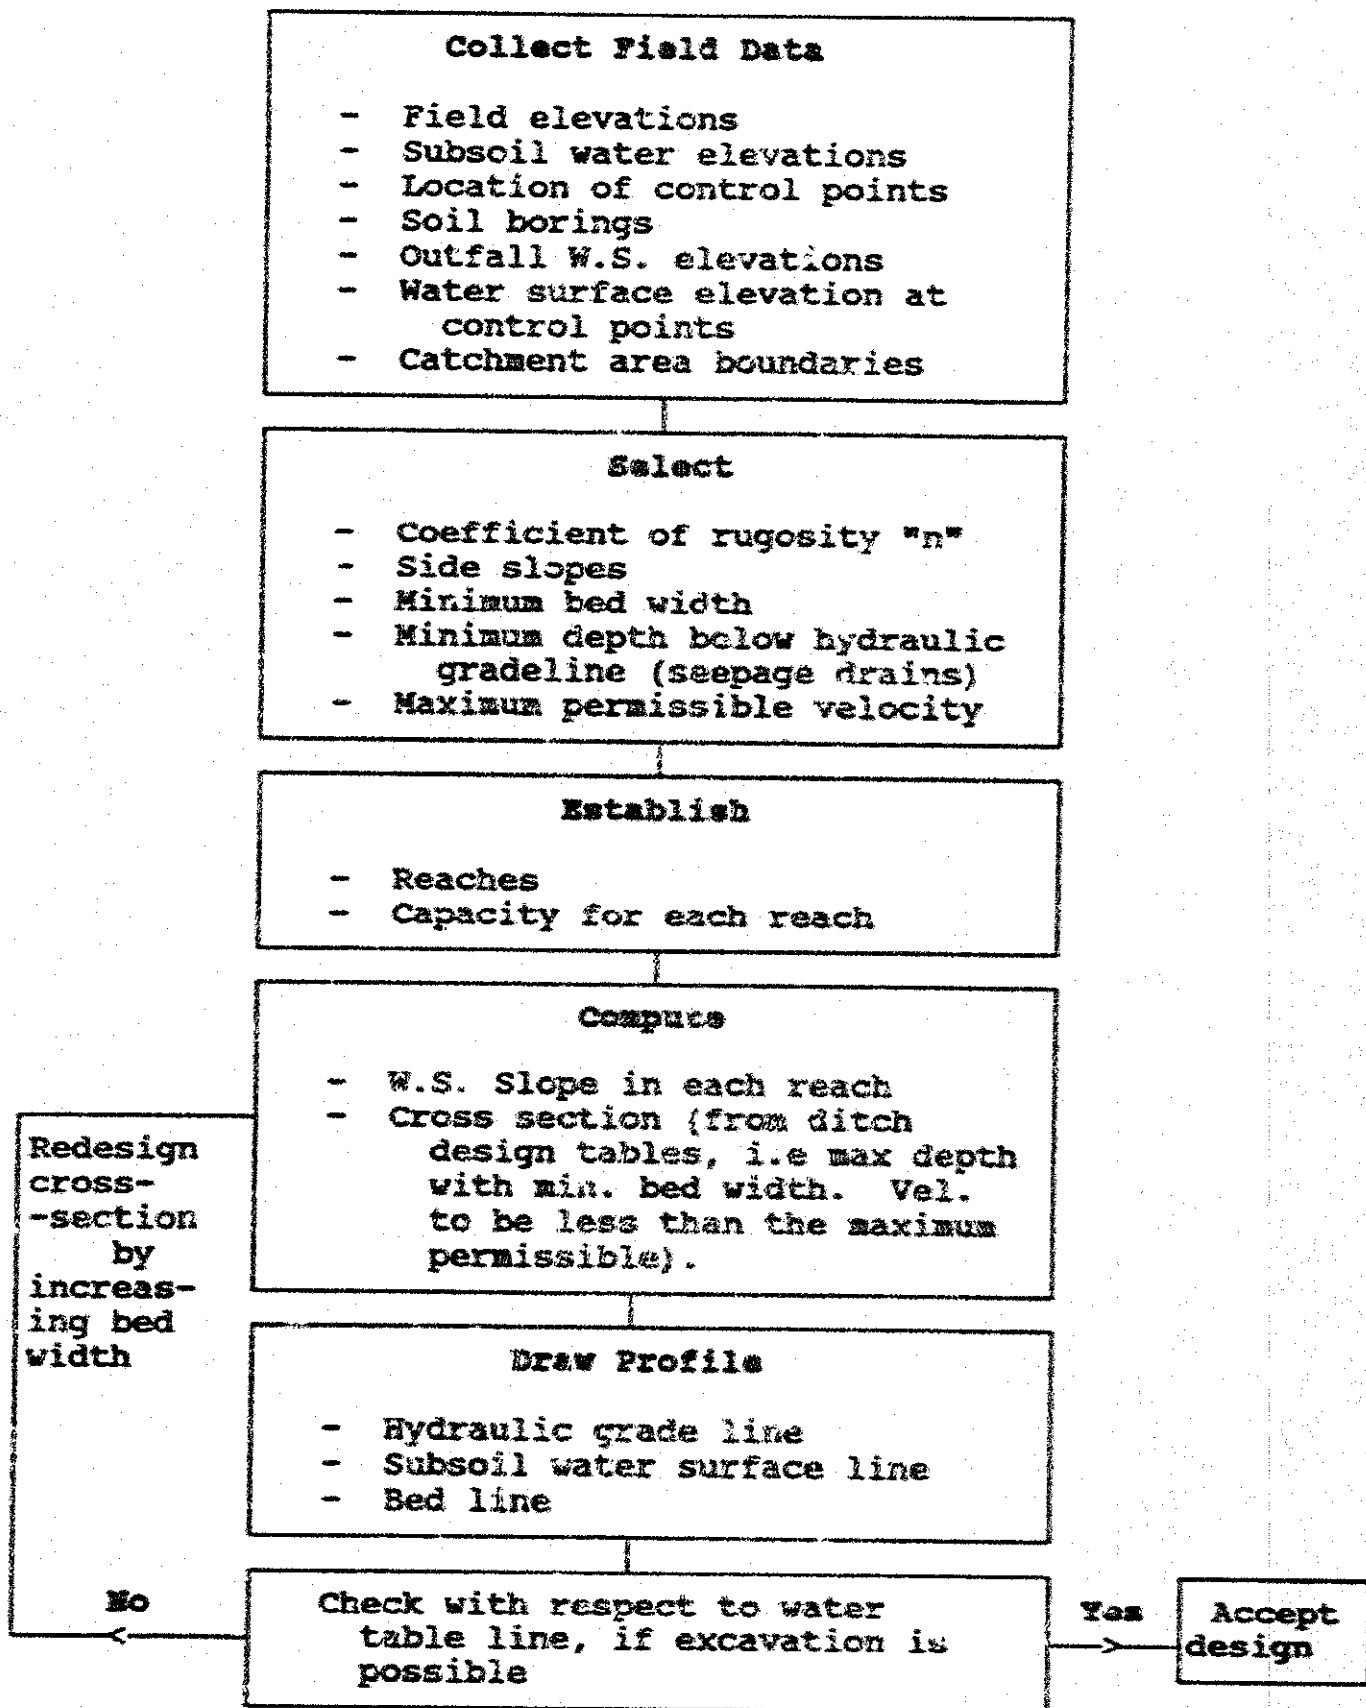 Collect Field Data
- Field elevations
- Subsoil water elevations
- Location of control points
- Soil borings
- Outfall W.S. elevations
- Water surface elevation at
control points
- Catchment area boundaries
Select
- Coefficient of rugosity "n"
- Side slopes
- Minimum bed width
- Minimum depth below hydraulic
gradeline (seepage drains)
- Maximum permissible velocity
Establish
- Reaches
- Capacity for each reach
Compute
- W.S. Slope in each reach
- Cross section (from ditch
design tables, i.e max depth
with min. bed width. Vel.
to be less than the maximum
permissible).
Redesign
cross-
-section
by
increas-
ing bed
width
Draw Profile
- Hydraulic grade line
- Subsoil water surface line
- Bed line
No
Check with respect to water
table line, if excavation is
possible
Yes
Accept
design